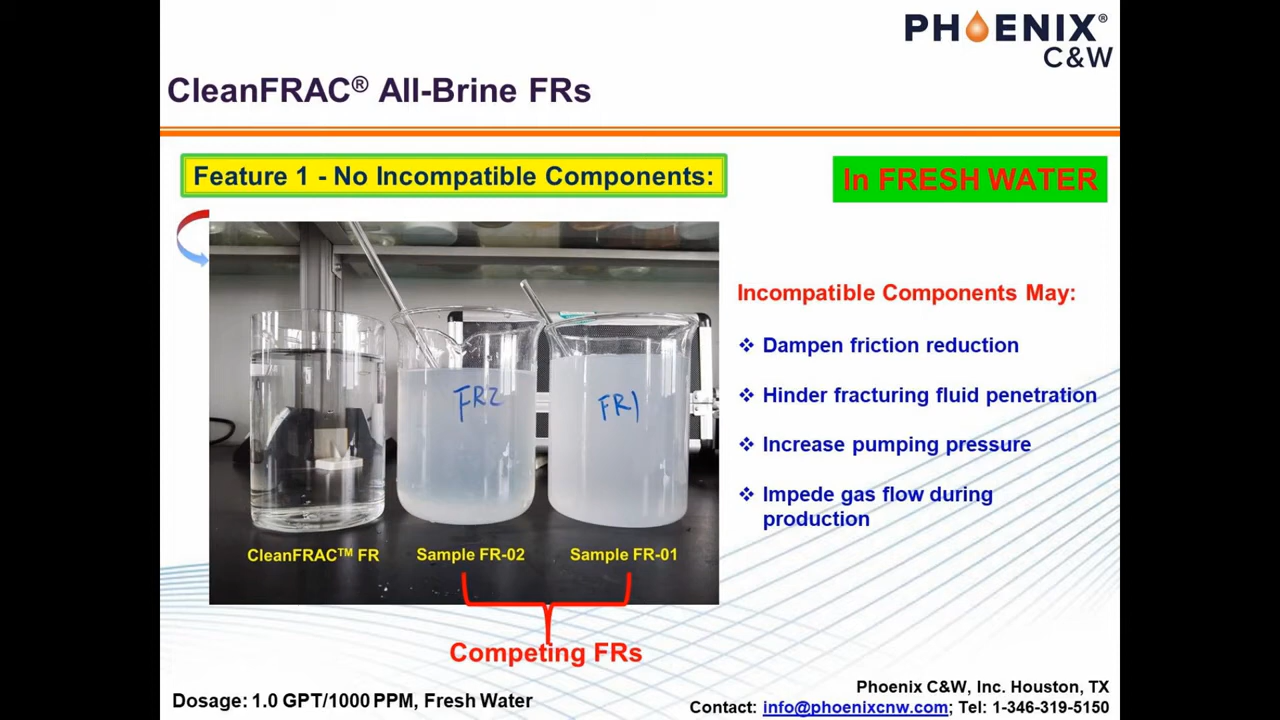 PHOENIX®
C&W
CleanFRAC® All-Brine FRs
Feature 1 - No Incompatible Components:
In FRESH WATER
Incompatible Components May:
❖ Dampen friction reduction
❖ Hinder fracturing fluid penetration
❖ Increase pumping pressure
❖ Impede gas flow during
production
FR2
FR1
CleanFRAC™ FR
Sample FR-02
Sample FR-01
Competing FRs
Dosage: 1.0 GPT/1000 PPM, Fresh Water
Phoenix C&W, Inc. Houston, TX
Contact: info@phoenixcnw.com; Tel: 1-346-319-5150